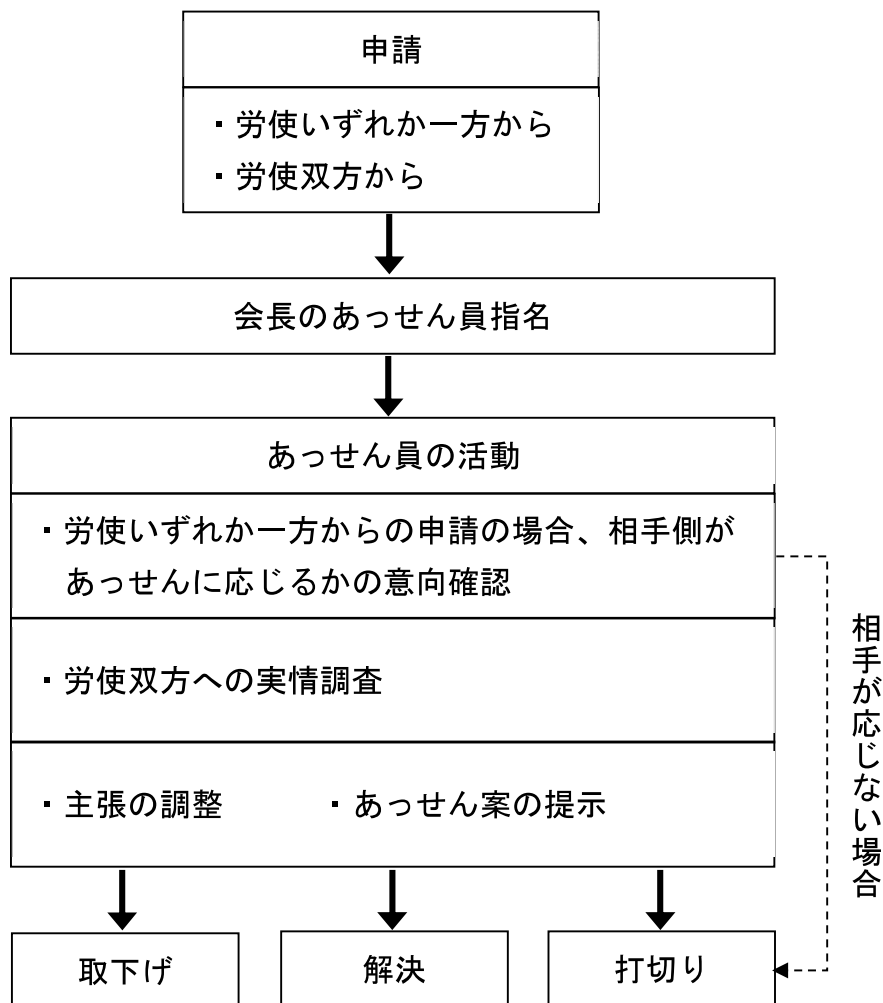 申請
・労使いずれか一方から
・労使双方から
会長のあっせん員指名
あっせん員の活動
・労使いずれか一方からの申請の場合、相手側が
あっせんに応じるかの意向確認
・労使双方への実情調査
・主張の調整　　　・あっせん案の提示
相手が応じない場合
取下げ
解決
打切り